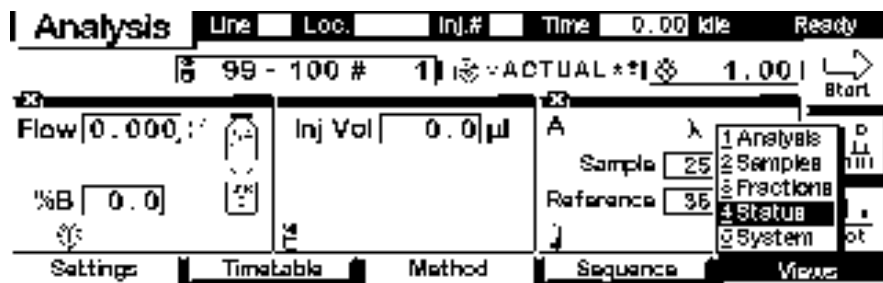 Analysis Line Loc. Inj.# Time 0.00 Idle Ready
99 - 100 # 1 ACTUAL 1.00
Start
Flow 0.000 Inj Vol 0.0 µl A λ
Sample 25
%B 0.0 Reference 36
1 Analysis
2 Samples
3 Fractions
4 Status
System
Settings Timetable Method Sequence Views